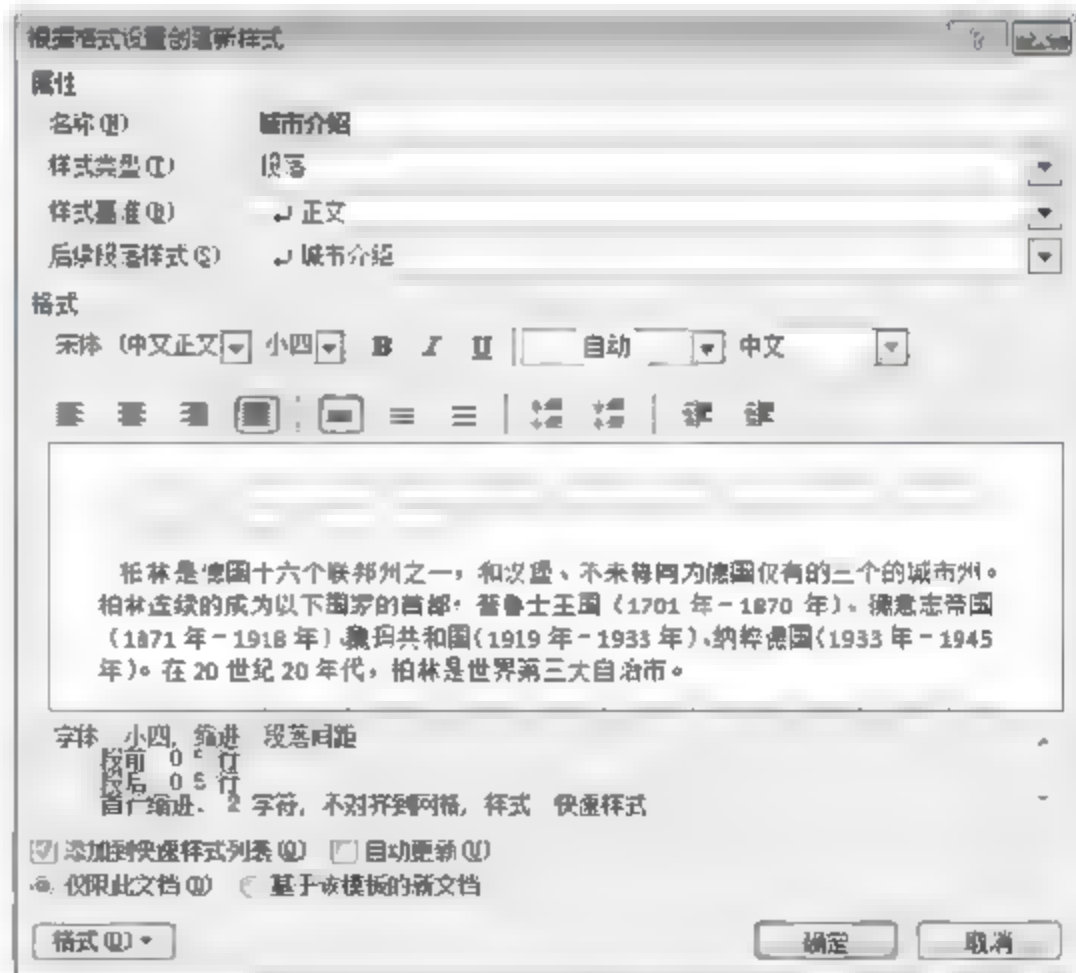 根据格式设置创建新样式
属性
名称(N) 城市介绍
样式类型(T) 段落
样式基准(B) ↵ 正文
后续段落样式(S) ↵ 城市介绍
格式
宋体 (中文正文 小四 B I U 自动 中文
柏林是德国十六个联邦州之一，和汉堡、不来梅同为德国仅有的三个的城市州。
柏林连续的成为以下国家的首都：普鲁士王国（1701 年－1870 年）、德意志帝国
（1871 年－1918 年）、魏玛共和国（1919 年－1933 年）、纳粹德国（1933 年－1945
年）。在 20 世纪 20 年代，柏林是世界第三大自治市。
字体 小四, 缩进 段落间距
段前 0 5 行
段后 0 5 行
首行缩进: 2 字符, 不对齐到网格, 样式 快速样式
添加到快速样式列表(Q) 自动更新(U)
仅限此文档(D) 基于该模板的新文档
格式(O) 确定 取消